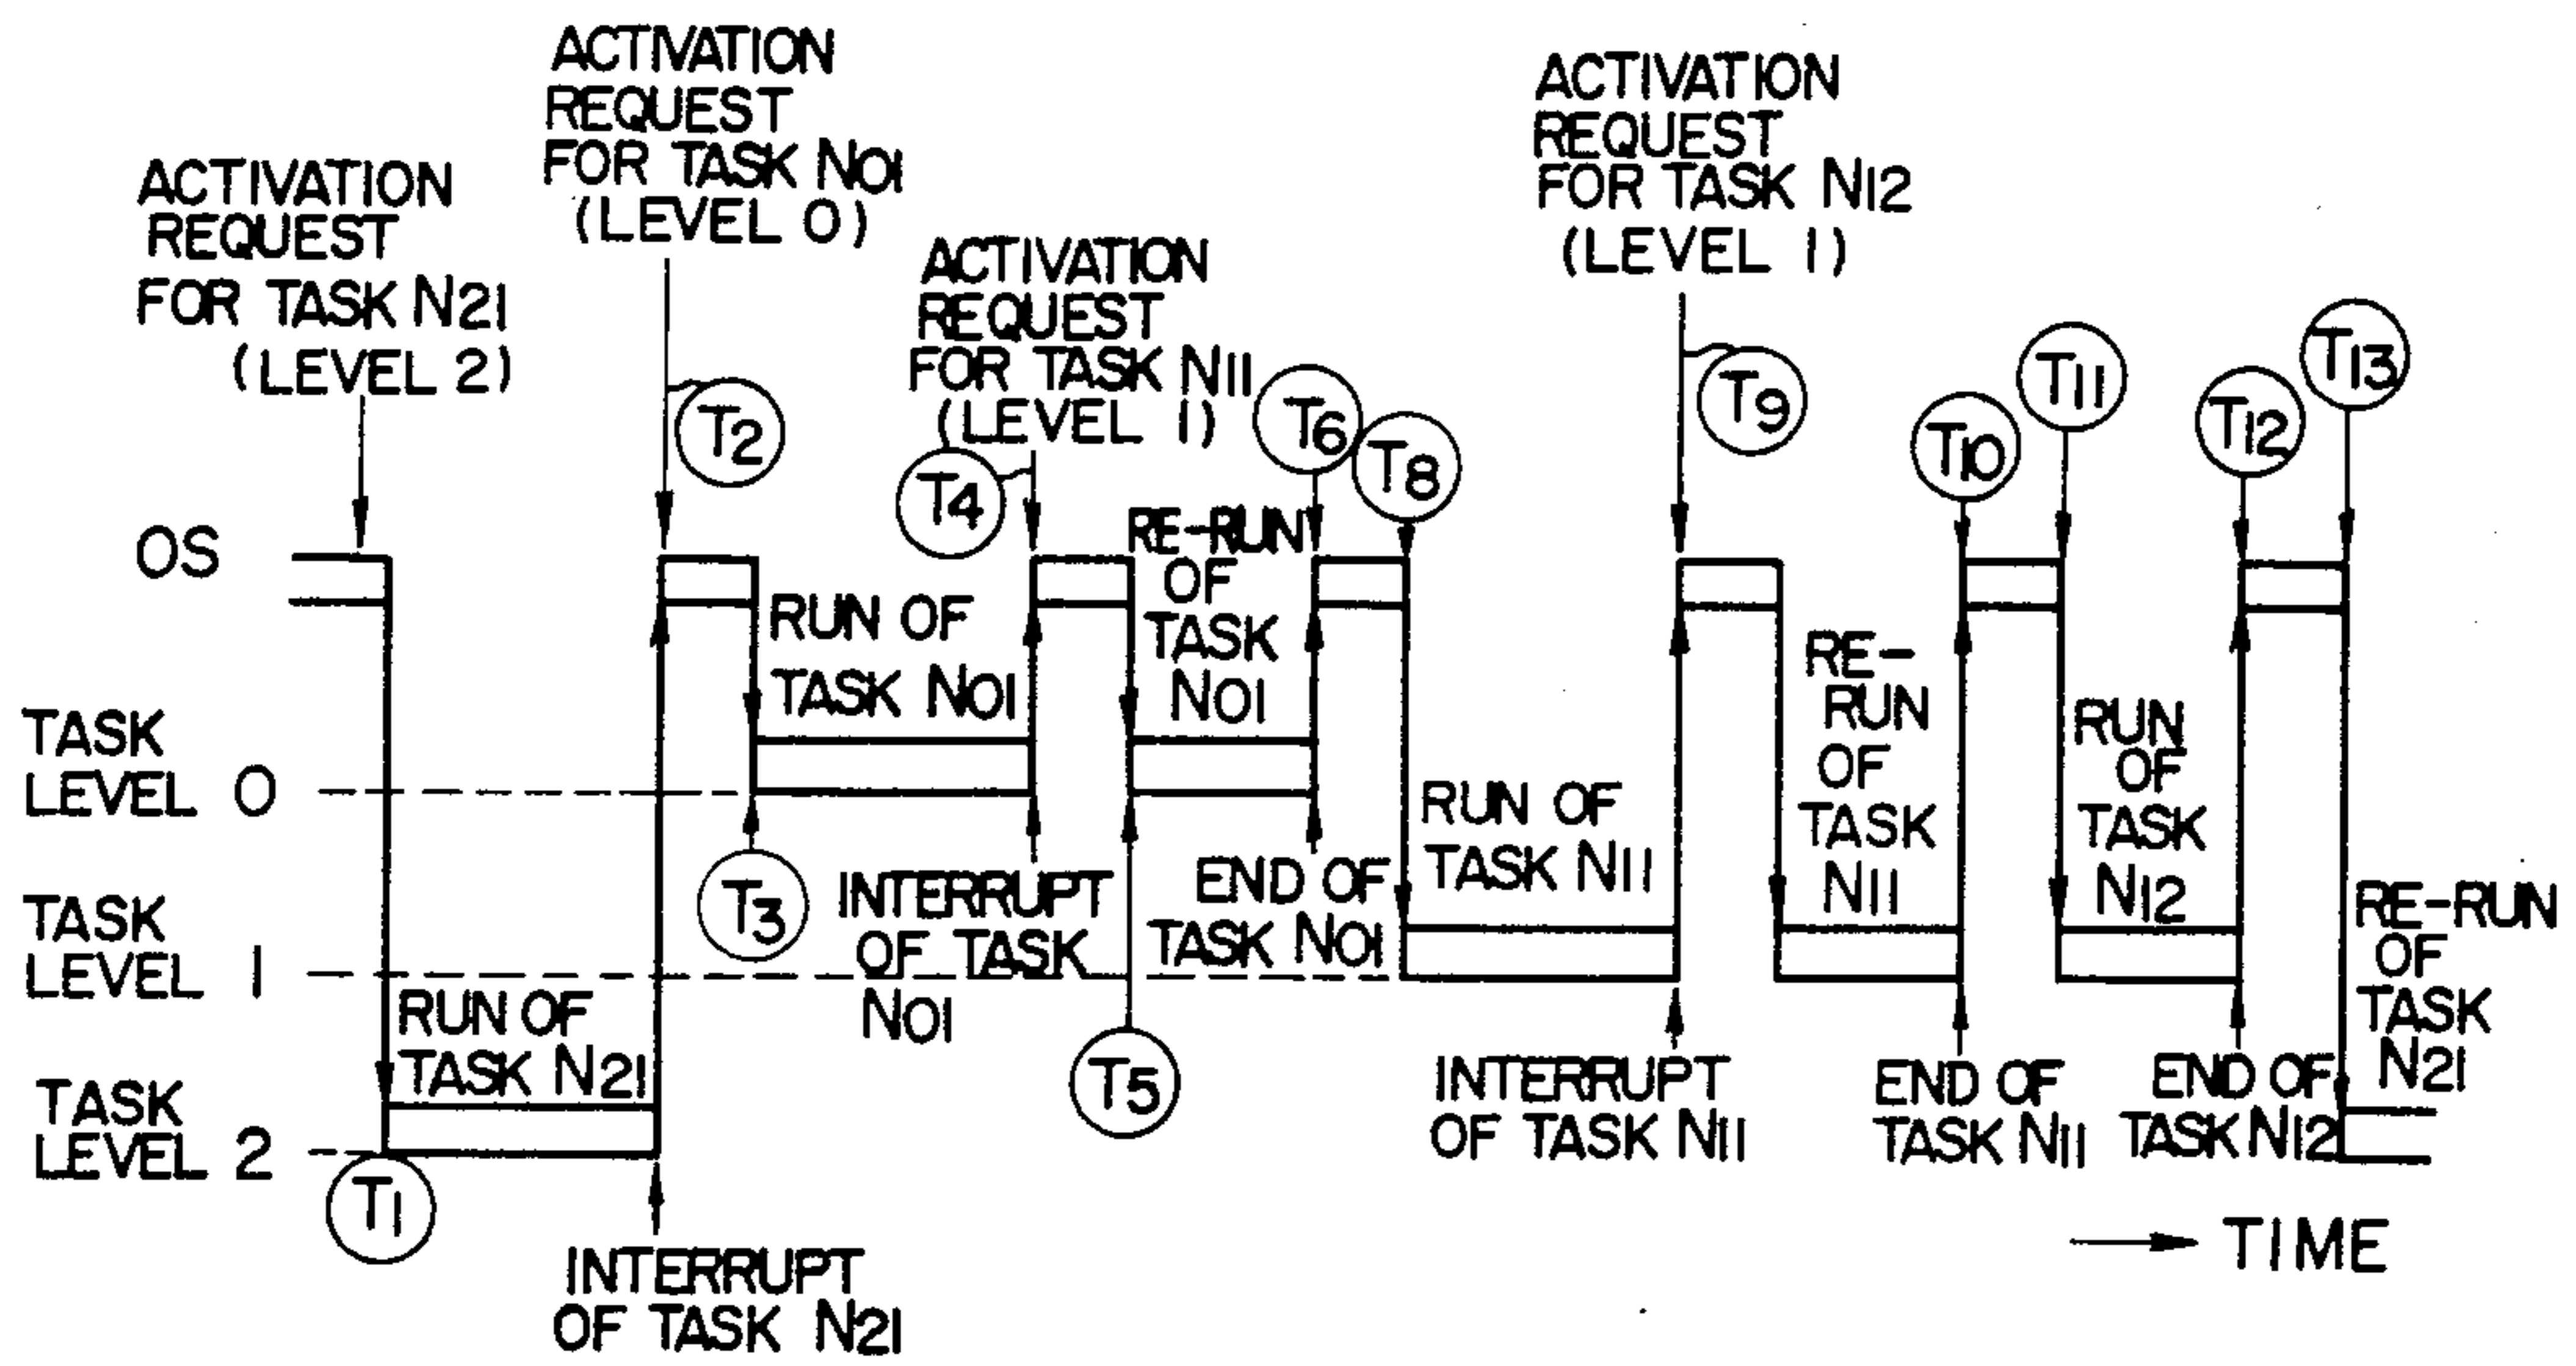 ACTIVATION
REQUEST
FOR TASK N21
(LEVEL 2)
ACTIVATION
REQUEST
FOR TASK N01
(LEVEL 0)
T2
ACTIVATION
REQUEST
FOR TASK N11
(LEVEL 1)
T4
T6
T8
ACTIVATION
REQUEST
FOR TASK N12
(LEVEL 1)
T9
T10
T11
T12
T13
OS
TASK
LEVEL 0
TASK
LEVEL 1
TASK
LEVEL 2
T1
RUN OF
TASK N21
INTERRUPT
OF TASK N21
RUN OF
TASK N01
T3
INTERRUPT
OF TASK
N01
RE-RUN
OF
TASK
N01
T5
END OF
TASK N01
RUN OF
TASK N11
INTERRUPT
OF TASK N11
RE-
RUN
OF
TASK
N11
END OF
TASK N11
RUN
OF
TASK
N12
END OF
TASK N12
RE-RUN
OF
TASK
N21
TIME